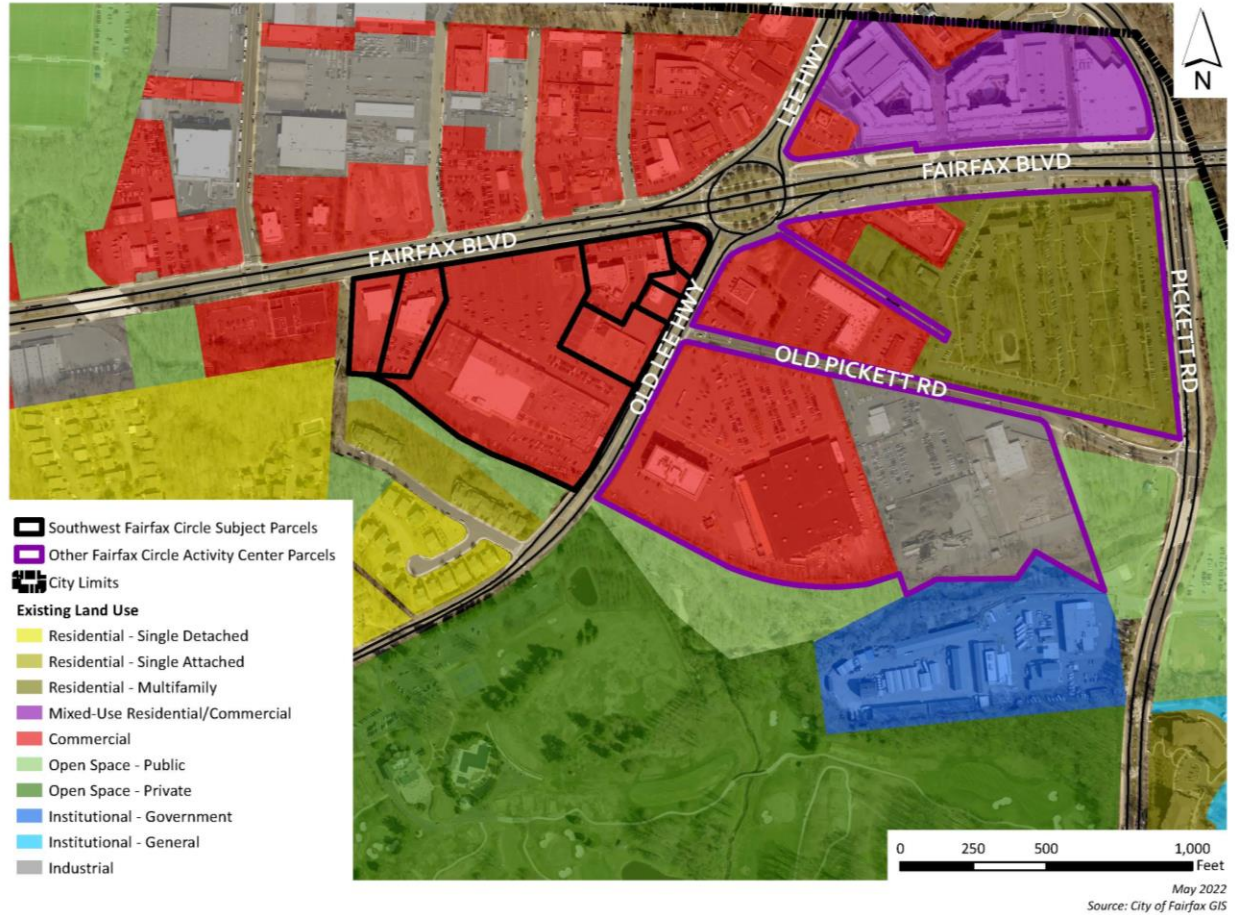 N
LEE HWY
FAIRFAX BLVD
FAIRFAX BLVD
PICKETT RD
OLD LEE HWY
OLD PICKETT RD
Southwest Fairfax Circle Subject Parcels
Other Fairfax Circle Activity Center Parcels
City Limits
Existing Land Use
Residential - Single Detached
Residential - Single Attached
Residential - Multifamily
Mixed-Use Residential/Commercial
Commercial
Open Space - Public
Open Space - Private
Institutional - Government
Institutional - General
Industrial
0 250 500 1,000
Feet
May 2022
Source: City of Fairfax GIS